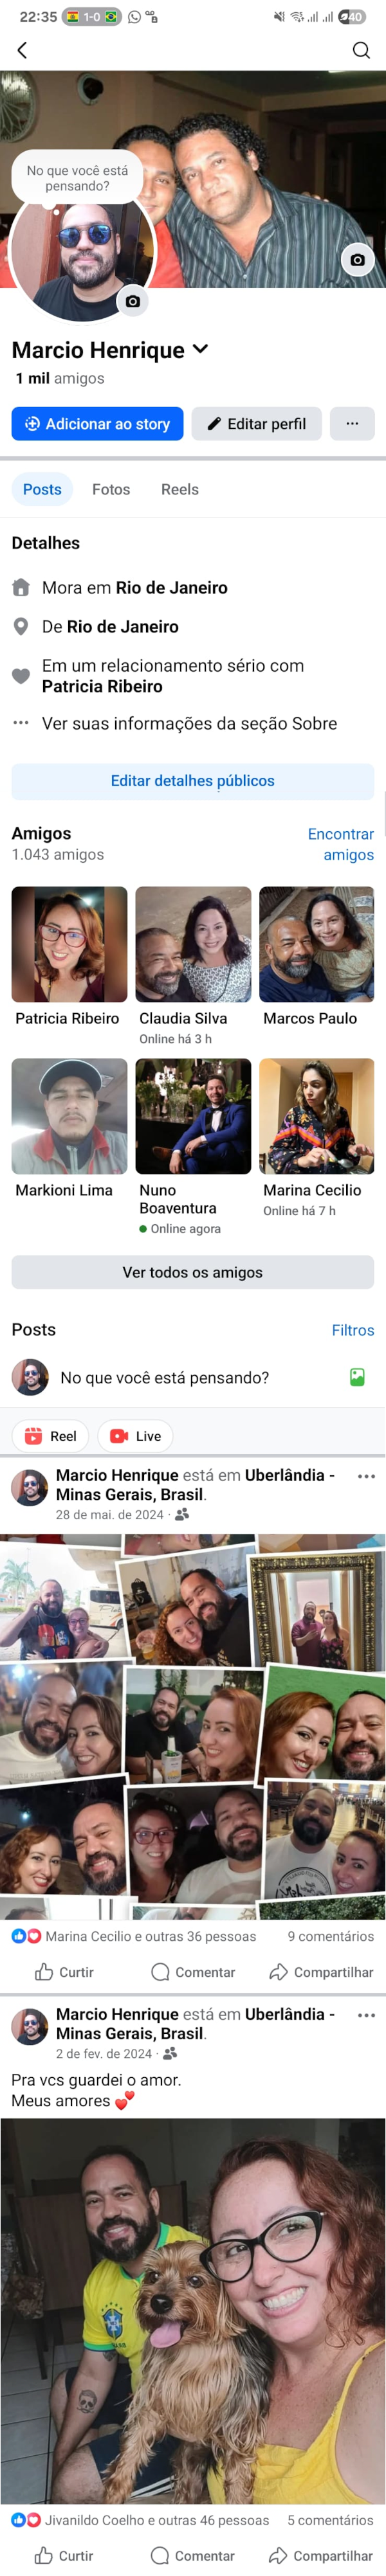 22:35 1-0 40
No que você está
pensando?
Marcio Henrique
1 mil amigos
Adicionar ao story
Editar perfil
Posts Fotos Reels
Detalhes
Mora em Rio de Janeiro
De Rio de Janeiro
Em um relacionamento sério com
Patricia Ribeiro
Ver suas informações da seção Sobre
Editar detalhes públicos
Amigos
1.043 amigos
Encontrar
amigos
Patricia Ribeiro
Claudia Silva
Online há 3 h
Marcos Paulo
Markioni Lima
Nuno
Boaventura
Online agora
Marina Cecilio
Online há 7 h
Ver todos os amigos
Posts
Filtros
No que você está pensando?
Reel
Live
Marcio Henrique está em Uberlândia -
Minas Gerais, Brasil.
28 de mai. de 2024 ·
Marina Cecilio e outras 36 pessoas
9 comentários
Curtir
Comentar
Compartilhar
Marcio Henrique está em Uberlândia -
Minas Gerais, Brasil.
2 de fev. de 2024 ·
Pra vcs guardei o amor.
Meus amores 💕
Jivanildo Coelho e outras 46 pessoas
5 comentários
Curtir
Comentar
Compartilhar